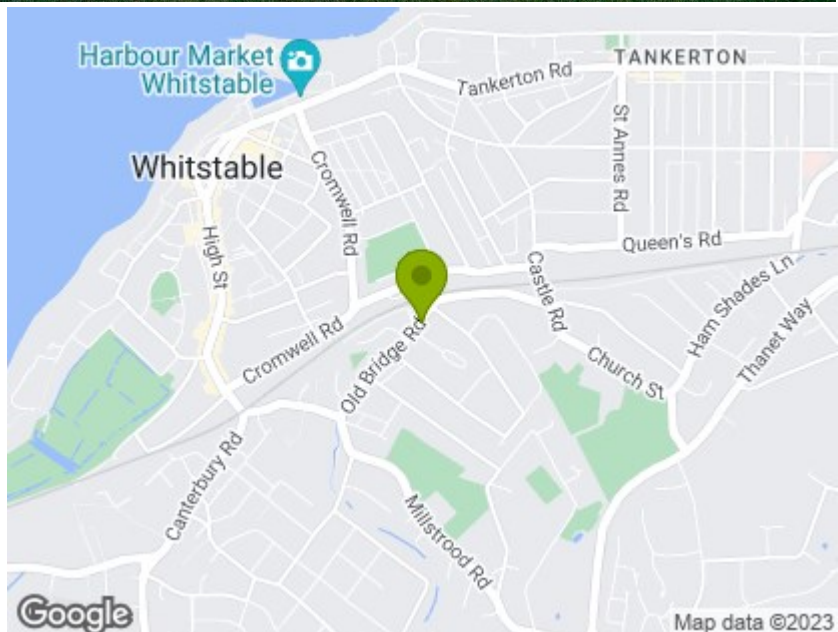 Harbour Market
Whitstable
TANKERTON
Tankerton Rd
St Annes Rd
Whitstable
Cromwell Rd
High St
Queen's Rd
Castle Rd
Ham Shades Ln
Thanet Way
Cromwell Rd
Old Bridge Rd
Church St
Canterbury Rd
Millstrood Rd
Google
Map data ©2023